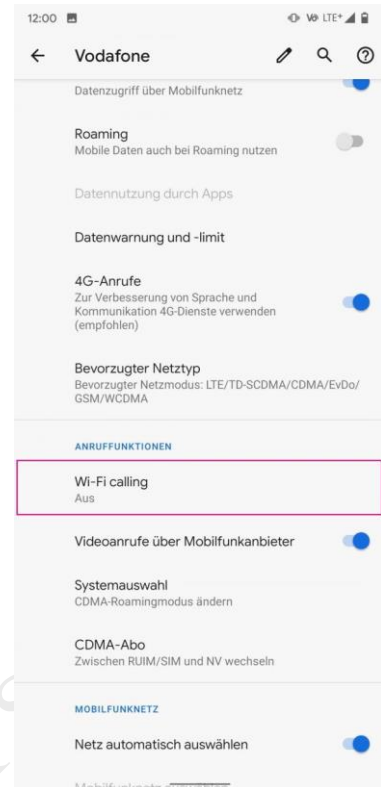 12:00 Vo LTE+
Vodafone
Datenzugriff über Mobilfunknetz
Roaming
Mobile Daten auch bei Roaming nutzen
Datennutzung durch Apps
Datenwarnung und -limit
4G-Anrufe
Zur Verbesserung von Sprache und
Kommunikation 4G-Dienste verwenden
(empfohlen)
Bevorzugter Netztyp
Bevorzugter Netzmodus: LTE/TD-SCDMA/CDMA/EvDo/
GSM/WCDMA
ANRUFFUNKTIONEN
Wi-Fi calling
Aus
Videoanrufe über Mobilfunkanbieter
Systemauswahl
CDMA-Roamingmodus ändern
CDMA-Abo
Zwischen RUIM/SIM und NV wechseln
MOBILFUNKNETZ
Netz automatisch auswählen